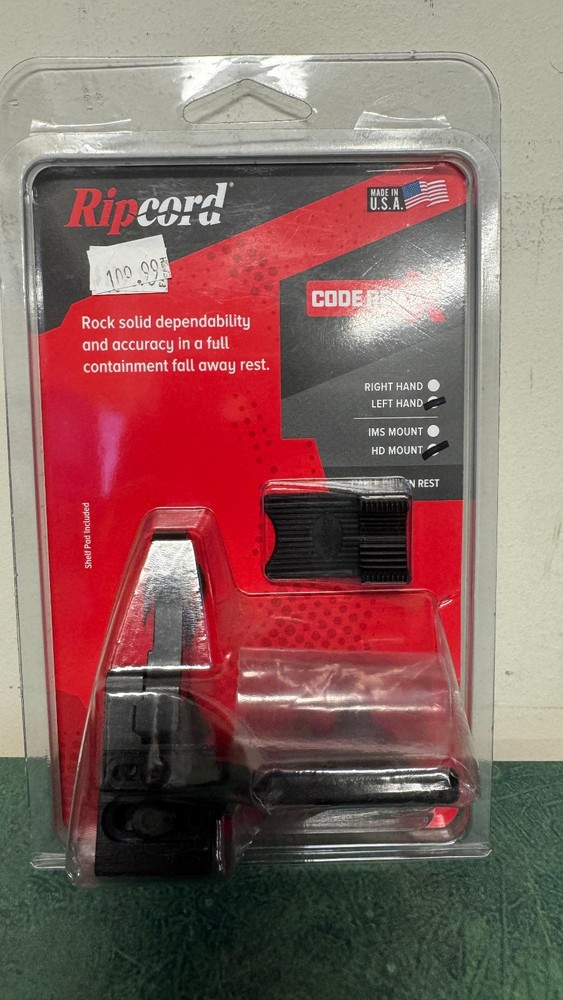 Ripcord
MADE IN
U.S.A.
109.99
CODE
Rock solid dependability
and accuracy in a full
containment fall away rest.
RIGHT HAND
LEFT HAND
IMS MOUNT
HD MOUNT
REST
Shelf Pad Included